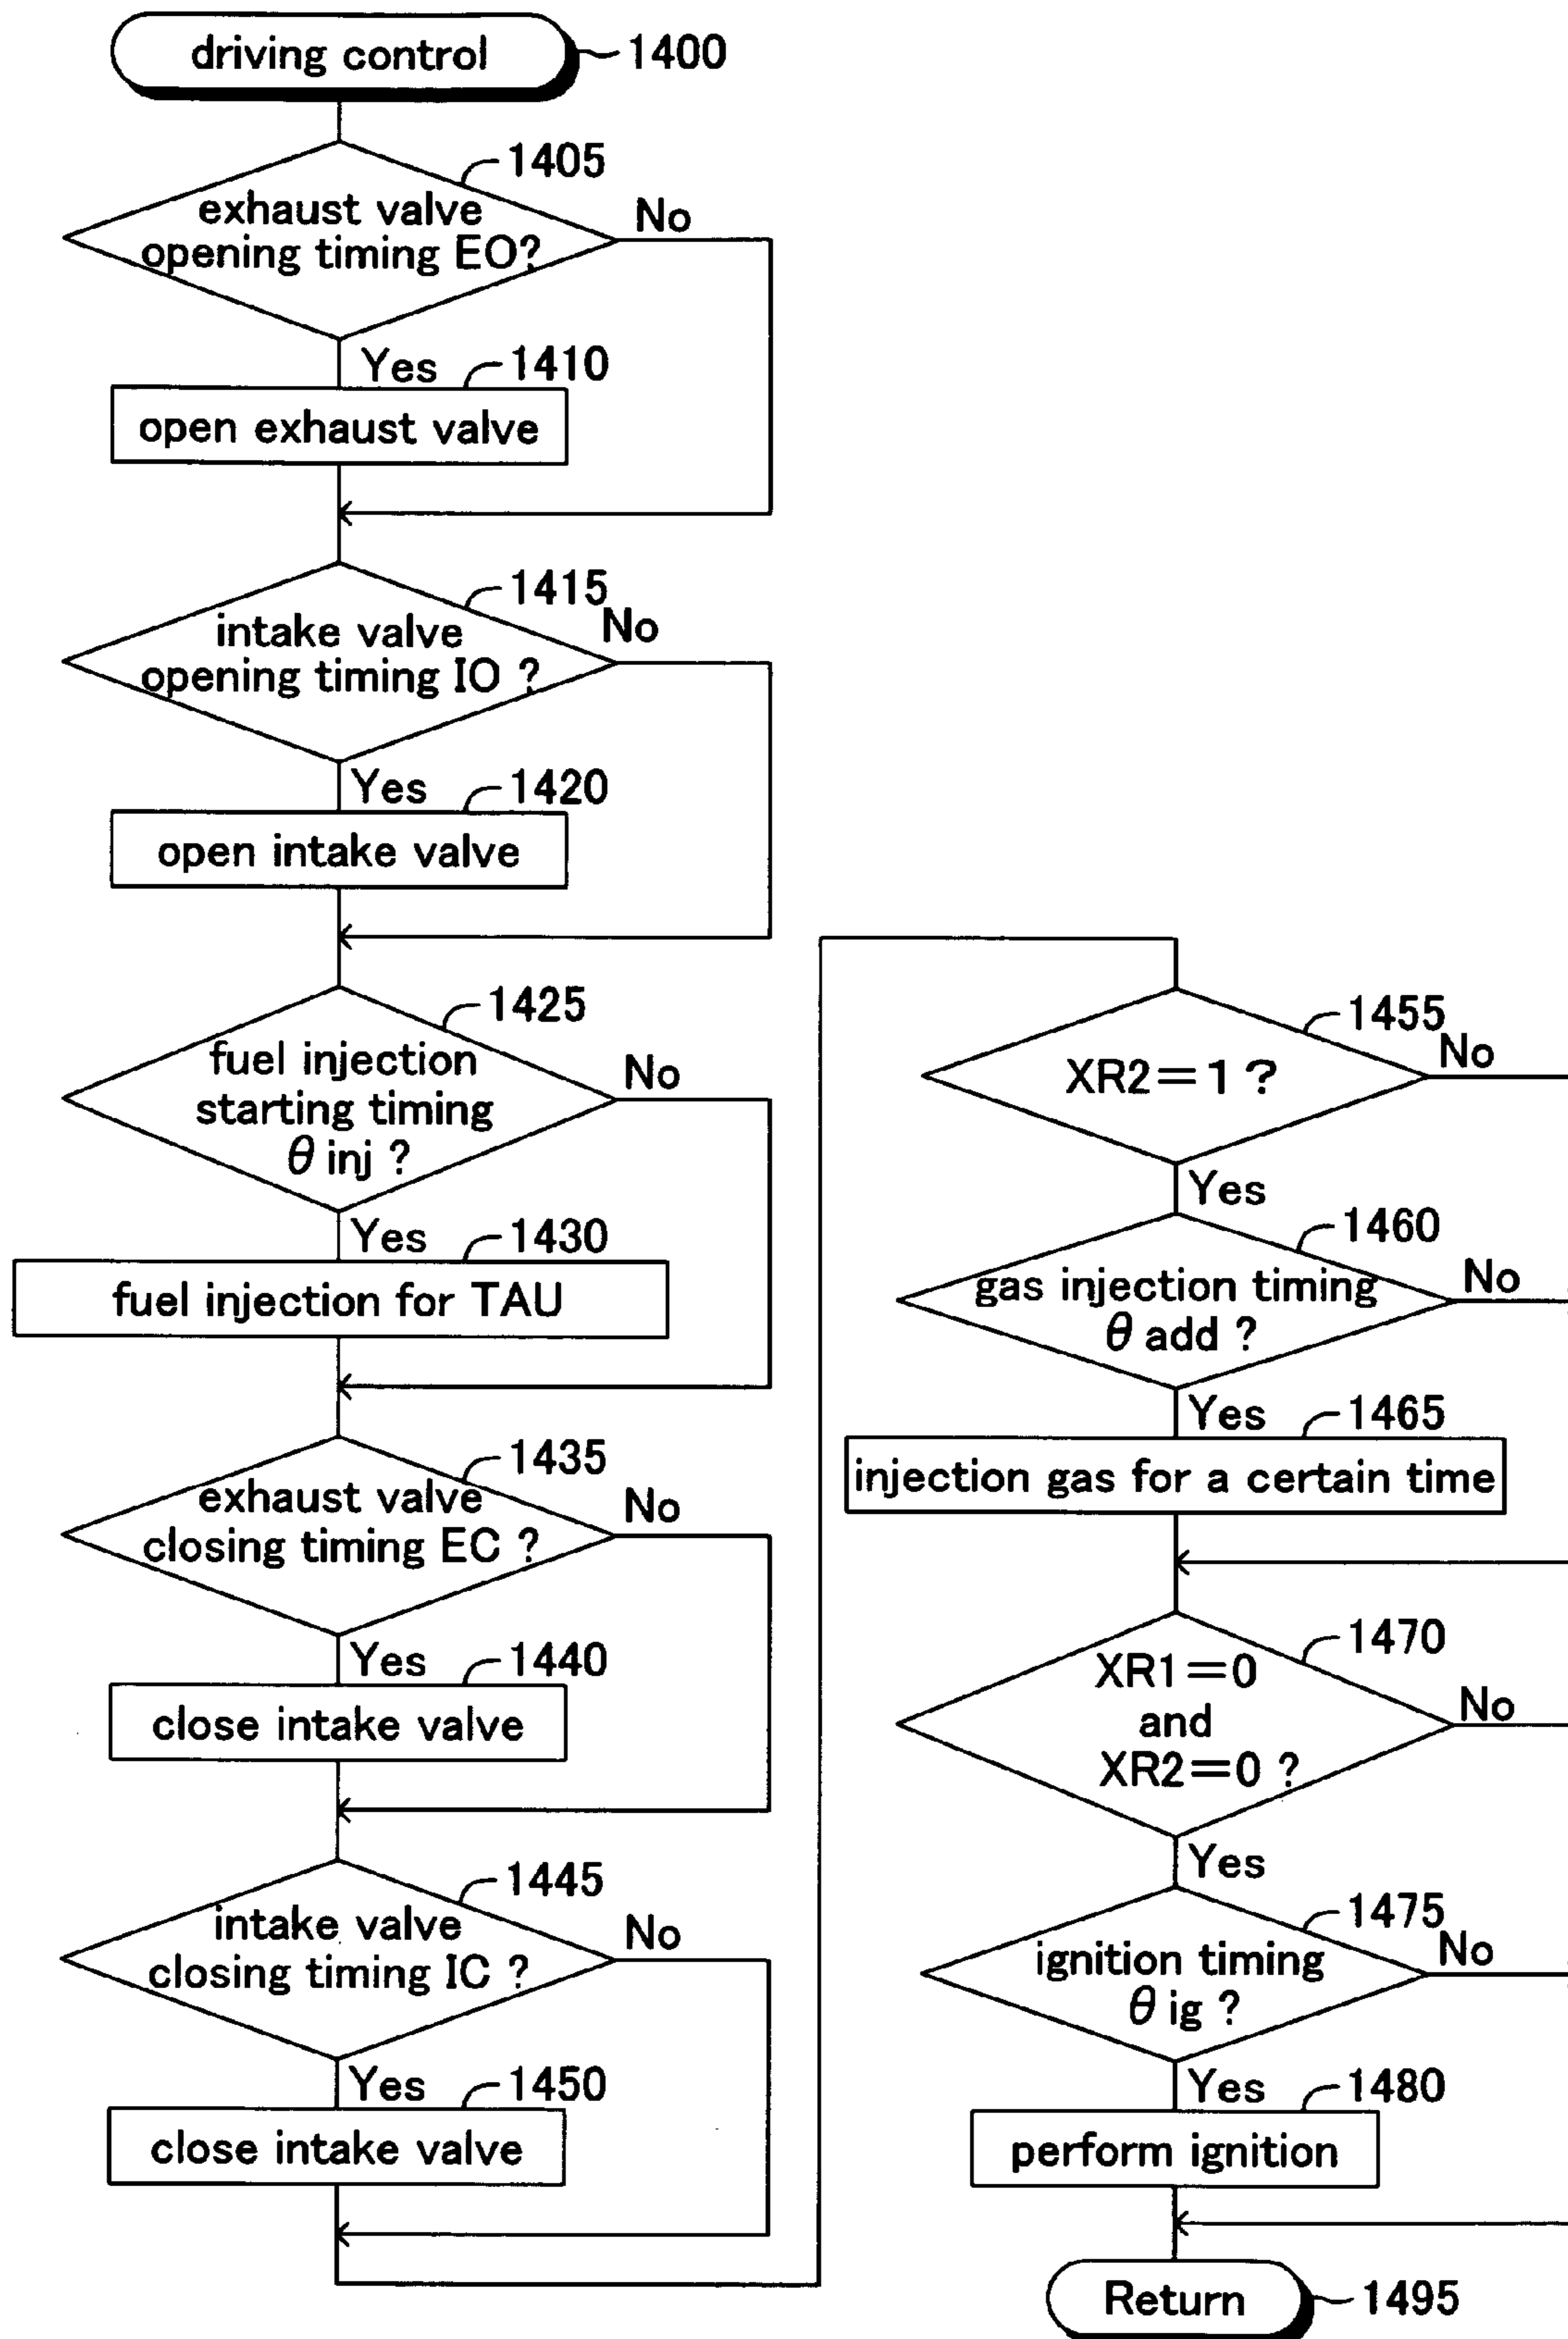 driving control
1400
1405
exhaust valve
opening timing EO?
No
Yes
1410
open exhaust valve
1415
intake valve
opening timing IO ?
No
Yes
1420
open intake valve
1425
fuel injection
starting timing
θ inj ?
No
Yes
1430
fuel injection for TAU
1435
exhaust valve
closing timing EC ?
No
Yes
1440
close intake valve
1445
intake valve
closing timing IC ?
No
Yes
1450
close intake valve
1455
XR2=1 ?
No
Yes
1460
gas injection timing
θ add ?
No
Yes
1465
injection gas for a certain time
1470
XR1=0
and
XR2=0 ?
No
Yes
1475
ignition timing
θ ig ?
No
Yes
1480
perform ignition
Return
1495